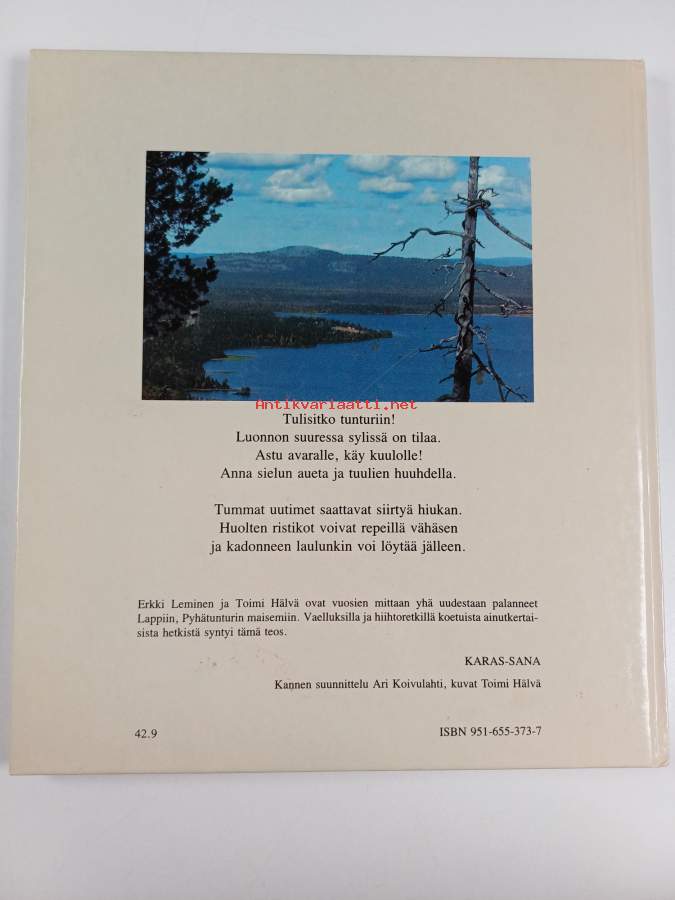 Antikvariaatti.net
Tulisitko tunturiin!
Luonnon suuressa sylissä on tilaa.
Astu avaralle, käy kuulolle!
Anna sielun aueta ja tuulien huuhdella.
Tummat uutimet saattavat siirtyä hiukan.
Huolten ristikot voivat repeillä vähäsen
ja kadonneen laulunkin voi löytää jälleen.
Erkki Leminen ja Toimi Hälvä ovat vuosien mittaan yhä uudestaan palanneet
Lappiin, Pyhätunturin maisemiin. Vaelluksilla ja hiihtoretkillä koetuista ainutkertai-
sista hetkistä syntyi tämä teos.
KARAS-SANA
Kannen suunnittelu Ari Koivulahti, kuvat Toimi Hälvä
42.9
ISBN 951-655-373-7